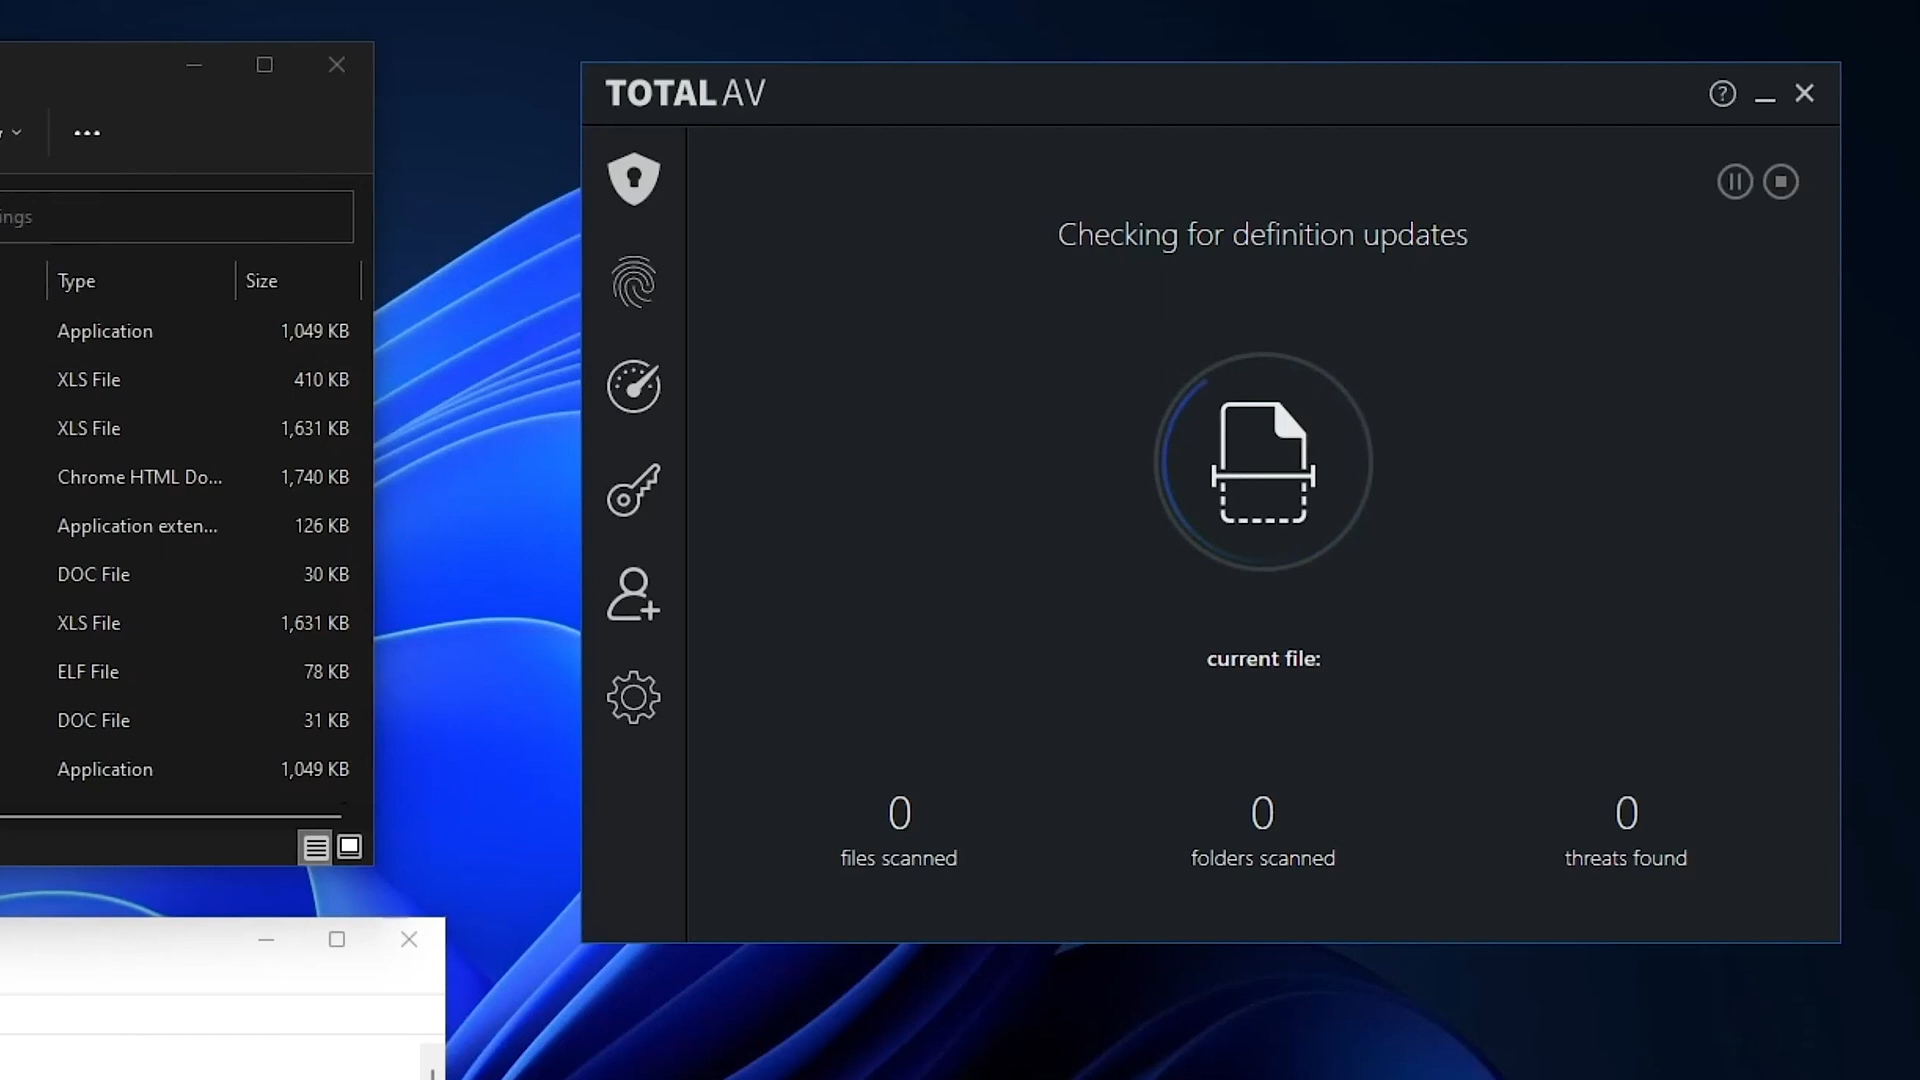 ings
Type Size
Application 1,049 KB
XLS File 410 KB
XLS File 1,631 KB
Chrome HTML Do... 1,740 KB
Application exten... 126 KB
DOC File 30 KB
XLS File 1,631 KB
ELF File 78 KB
DOC File 31 KB
Application 1,049 KB
TOTALAV
Checking for definition updates
current file:
0 0 0
files scanned folders scanned threats found